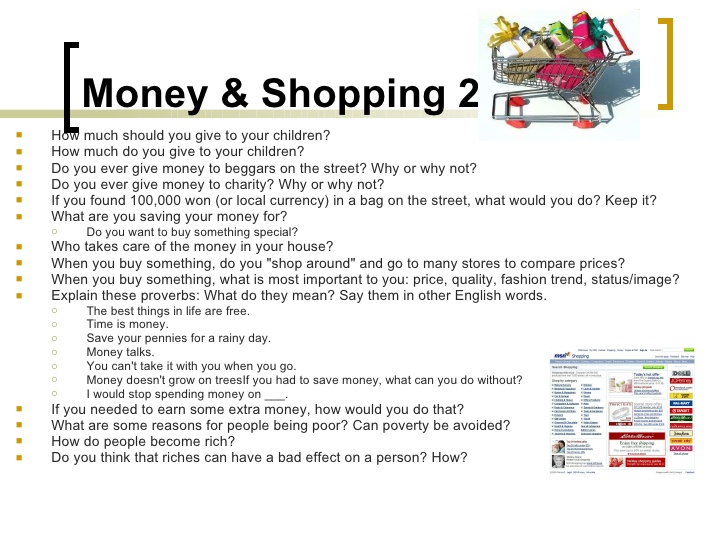 Money & Shopping 2
How much should you give to your children?
How much do you give to your children?
Do you ever give money to beggars on the street? Why or why not?
Do you ever give money to charity? Why or why not?
If you found 100,000 won (or local currency) in a bag on the street, what would you do? Keep it?
What are you saving your money for?
Do you want to buy something special?
Who takes care of the money in your house?
When you buy something, do you "shop around" and go to many stores to compare prices?
When you buy something, what is most important to you: price, quality, fashion trend, status/image?
Explain these proverbs: What do they mean? Say them in other English words.
The best things in life are free.
Time is money.
Save your pennies for a rainy day.
Money talks.
You can't take it with you when you go.
Money doesn't grow on treesIf you had to save money, what can you do without?
I would stop spending money on ___.
If you needed to earn some extra money, how would you do that?
What are some reasons for people being poor? Can poverty be avoided?
How do people become rich?
Do you think that riches can have a bad effect on a person? How?
msn Shopping
Today's hot offer
Shop by category
AVON